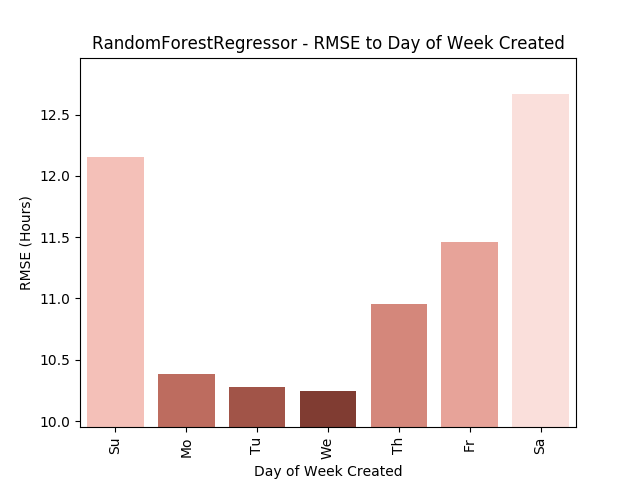 RandomForestRegressor - RMSE to Day of Week Created
12.5
12.0
11.5
11.0
10.5
10.0
RMSE (Hours)
Su
Mo
Tu
We
Th
Fr
Sa
Day of Week Created